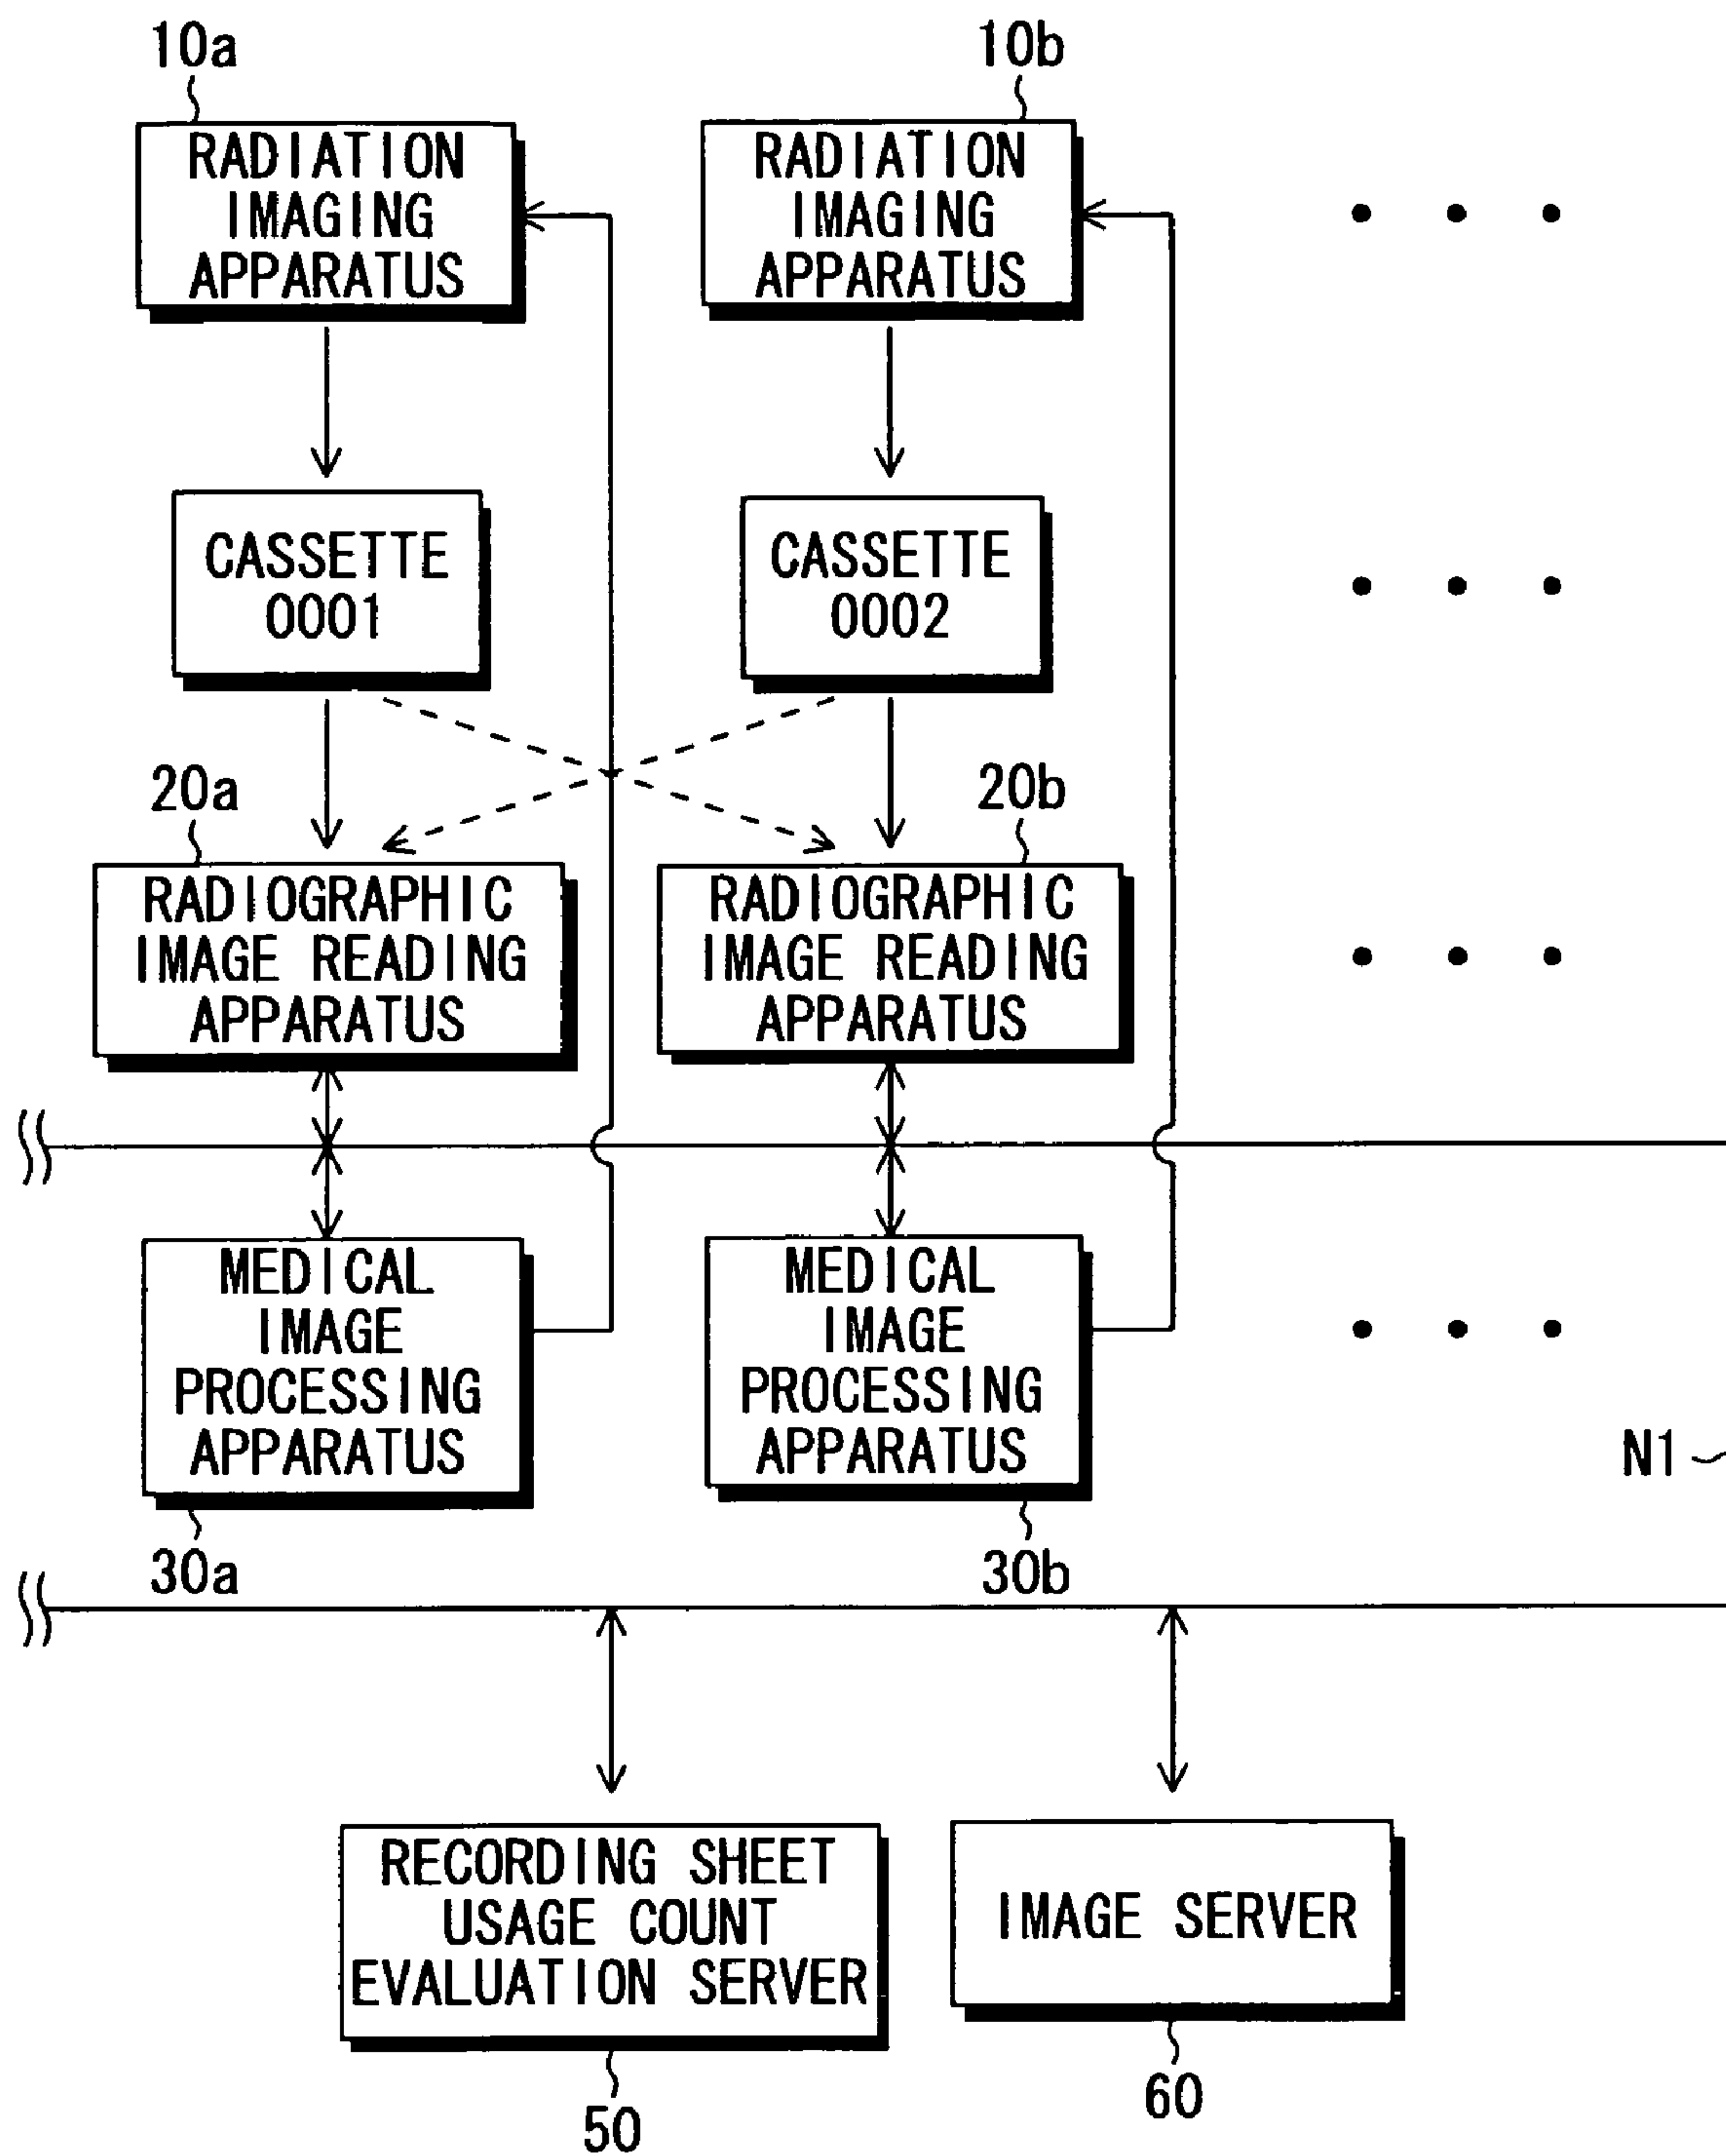 10a
10b
RADIATION
IMAGING
APPARATUS
RADIATION
IMAGING
APPARATUS
CASSETTE
0001
CASSETTE
0002
20a
20b
RADIOGRAPHIC
IMAGE READING
APPARATUS
RADIOGRAPHIC
IMAGE READING
APPARATUS
MEDICAL
IMAGE
PROCESSING
APPARATUS
MEDICAL
IMAGE
PROCESSING
APPARATUS
N1
30a
30b
RECORDING SHEET
USAGE COUNT
EVALUATION SERVER
IMAGE SERVER
50
60